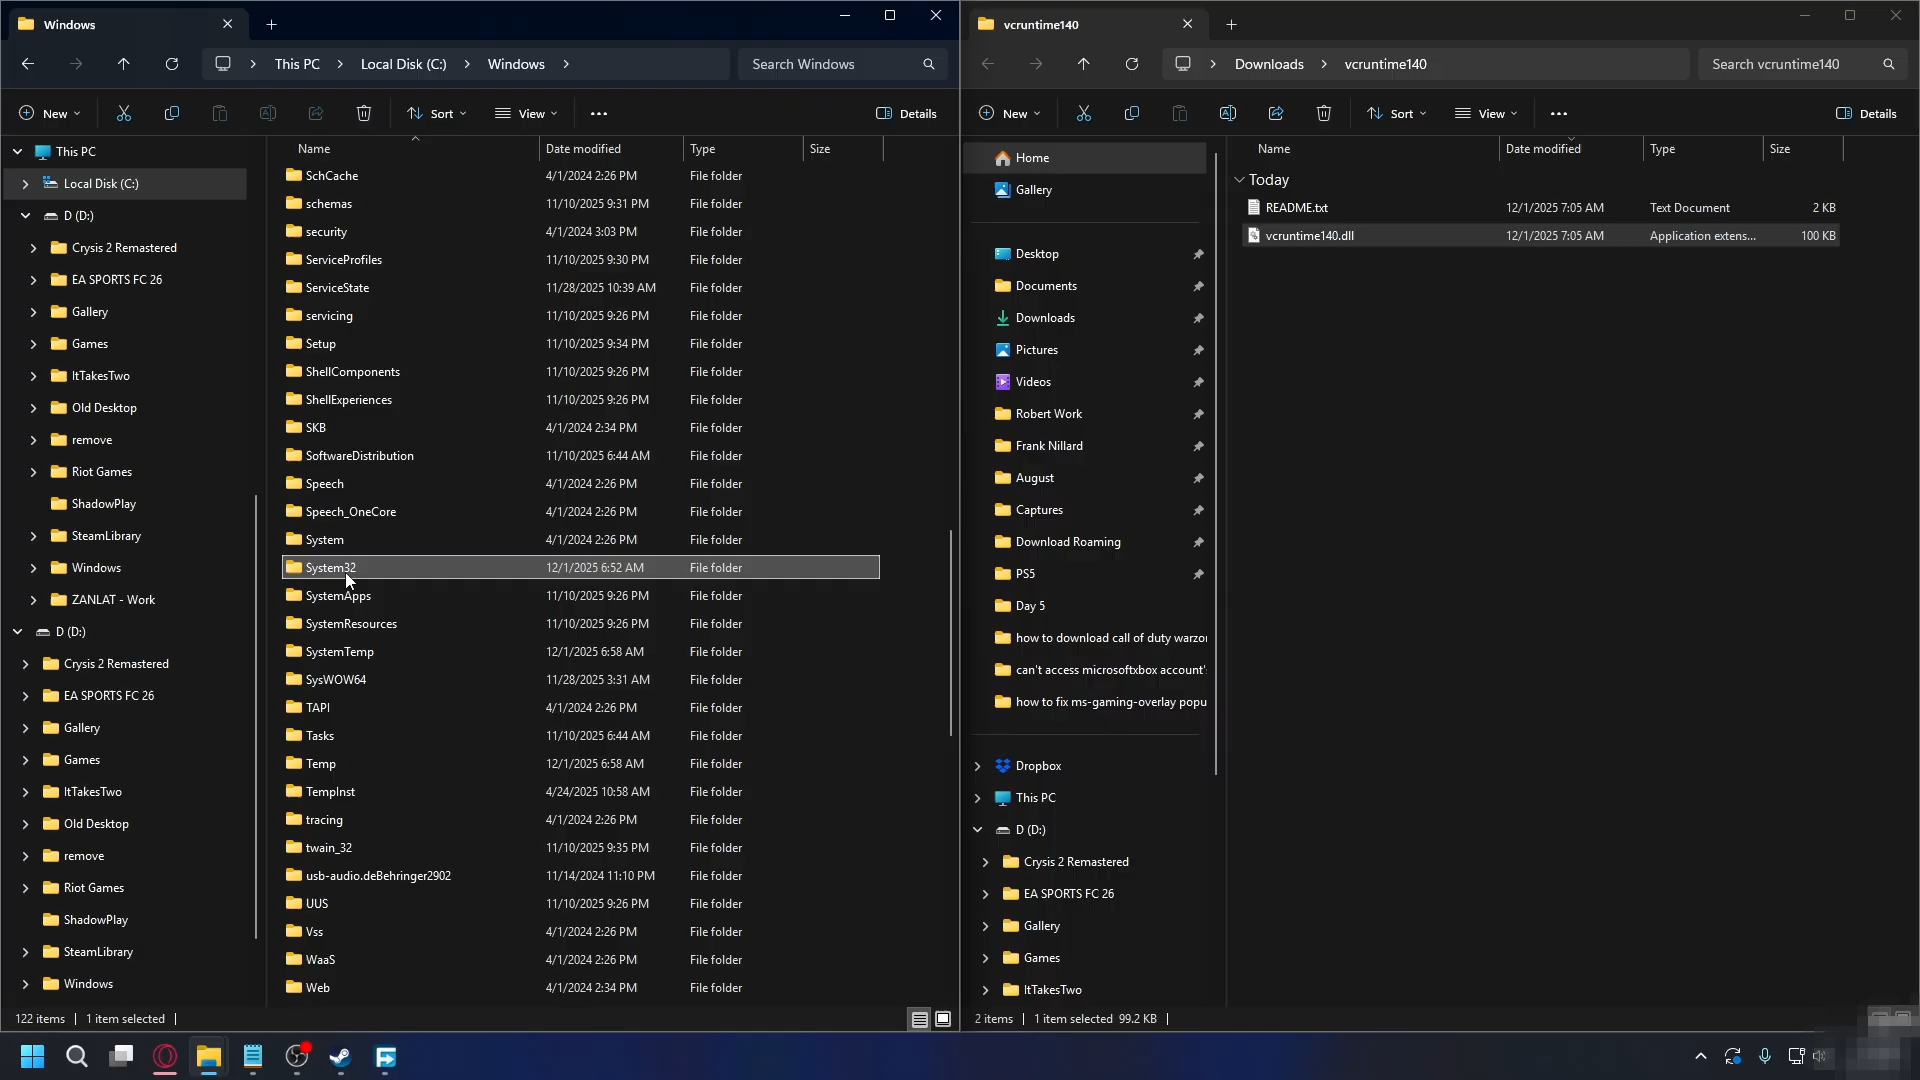 Windows
This PC
Local Disk (C:)
Windows
Search Windows
New
Sort
View
Details
This PC
Local Disk (C:)
D (D:)
Crysis 2 Remastered
EA SPORTS FC 26
Gallery
Games
ItTakesTwo
Old Desktop
remove
Riot Games
ShadowPlay
SteamLibrary
Windows
ZANLAT - Work
D (D:)
Crysis 2 Remastered
EA SPORTS FC 26
Gallery
Games
ItTakesTwo
Old Desktop
remove
Riot Games
ShadowPlay
SteamLibrary
Windows
Name Date modified Type Size
SchCache 4/1/2024 2:26 PM File folder
schemas 11/10/2025 9:31 PM File folder
security 4/1/2024 3:03 PM File folder
ServiceProfiles 11/10/2025 9:30 PM File folder
ServiceState 11/28/2025 10:39 AM File folder
servicing 11/10/2025 9:26 PM File folder
Setup 11/10/2025 9:34 PM File folder
ShellComponents 11/10/2025 9:26 PM File folder
ShellExperiences 11/10/2025 9:26 PM File folder
SKB 4/1/2024 2:34 PM File folder
SoftwareDistribution 11/10/2025 6:44 AM File folder
Speech 4/1/2024 2:26 PM File folder
Speech_OneCore 4/1/2024 2:26 PM File folder
System 4/1/2024 2:26 PM File folder
System32 12/1/2025 6:52 AM File folder
SystemApps 11/10/2025 9:26 PM File folder
SystemResources 11/10/2025 9:26 PM File folder
SystemTemp 12/1/2025 6:58 AM File folder
SysWOW64 11/28/2025 3:31 AM File folder
TAPI 4/1/2024 2:26 PM File folder
Tasks 11/10/2025 6:44 AM File folder
Temp 12/1/2025 6:58 AM File folder
TempInst 4/24/2025 10:58 AM File folder
tracing 4/1/2024 2:26 PM File folder
twain_32 11/10/2025 9:35 PM File folder
usb-audio.deBehringer2902 11/14/2024 11:10 PM File folder
UUS 11/10/2025 9:26 PM File folder
Vss 4/1/2024 2:26 PM File folder
WaaS 4/1/2024 2:26 PM File folder
Web 4/1/2024 2:34 PM File folder
122 items 1 item selected
vcruntime140
Downloads
vcruntime140
Search vcruntime140
New
Sort
View
Details
Home
Gallery
Desktop
Documents
Downloads
Pictures
Videos
Robert Work
Frank Nillard
August
Captures
Download Roaming
PS5
Day 5
how to download call of duty warzo
can't access microsoftxbox account'
how to fix ms-gaming-overlay popu
Dropbox
This PC
D (D:)
Crysis 2 Remastered
EA SPORTS FC 26
Gallery
Games
ItTakesTwo
Name Date modified Type Size
Today
README.txt 12/1/2025 7:05 AM Text Document 2 KB
vcruntime140.dll 12/1/2025 7:05 AM Application extens... 100 KB
2 items 1 item selected 99.2 KB